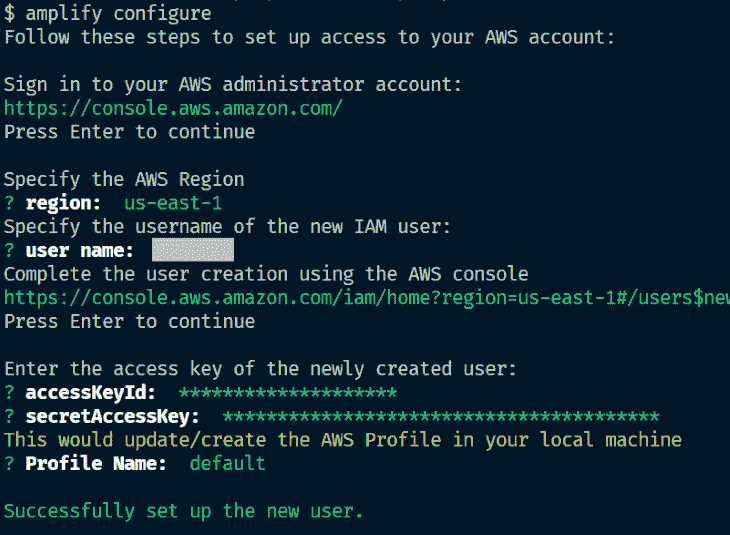 $ amplify configure
Follow these steps to set up access to your AWS account:
Sign in to your AWS administrator account:
https://console.aws.amazon.com/
Press Enter to continue
Specify the AWS Region
? region:  us-east-1
Specify the username of the new IAM user:
? user name:
Complete the user creation using the AWS console
https://console.aws.amazon.com/iam/home?region=us-east-1#/users$new
Press Enter to continue
Enter the access key of the newly created user:
? accessKeyId:  ********************
? secretAccessKey:  ****************************************
This would update/create the AWS Profile in your local machine
? Profile Name:  default
Successfully set up the new user.